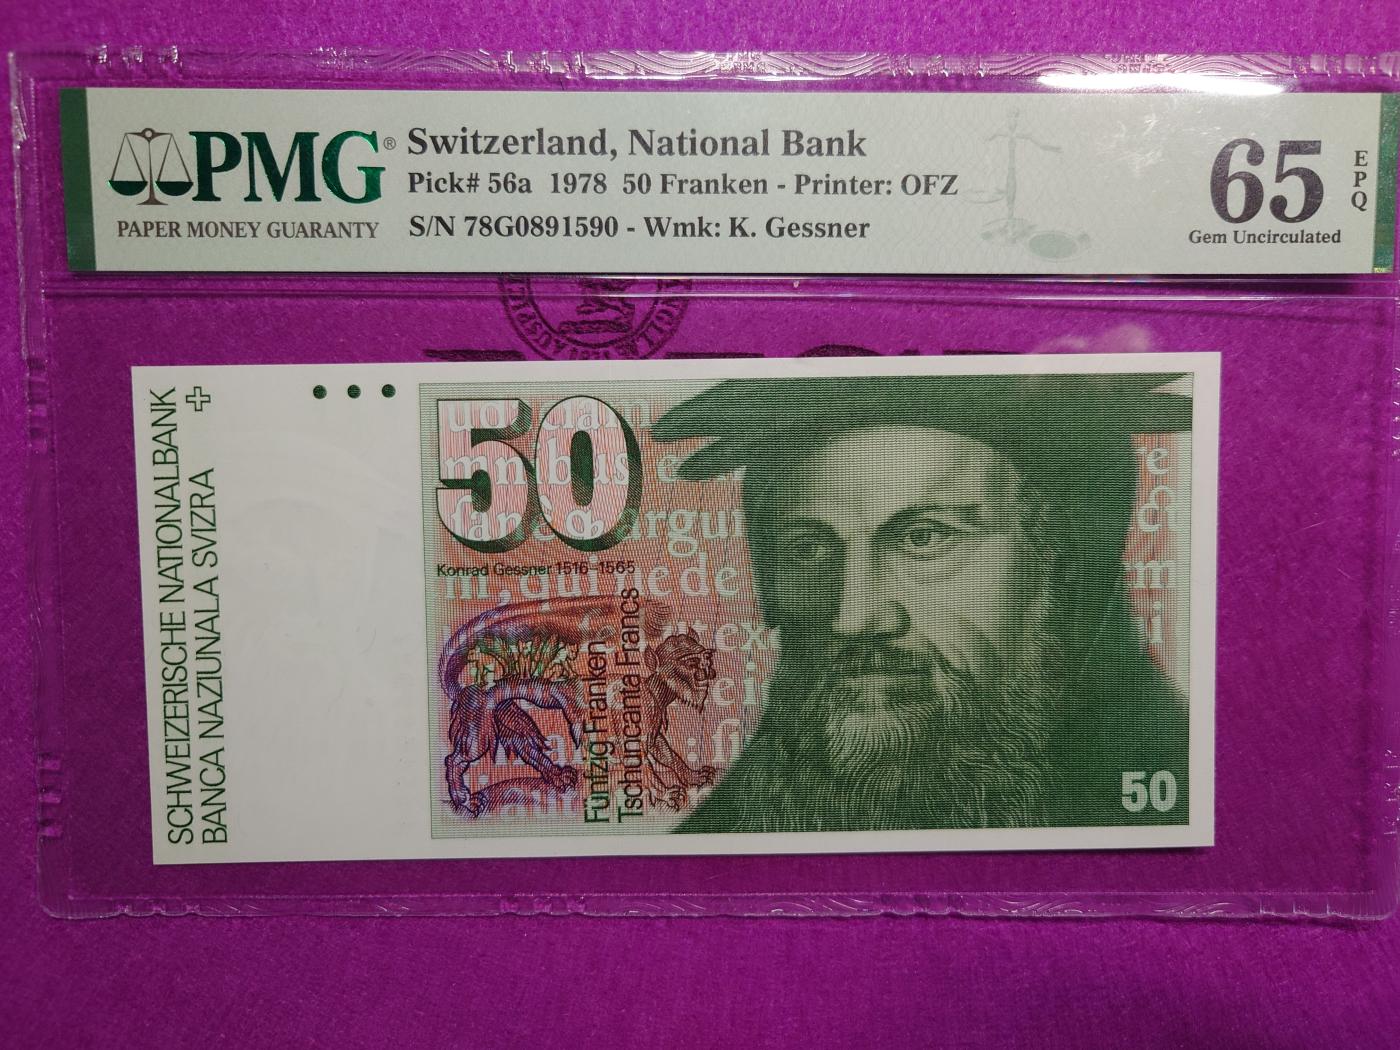 PMG®
PAPER MONEY GUARANTY
Switzerland, National Bank
Pick# 56a 1978 50 Franken - Printer: OFZ
S/N 78G0891590 - Wmk: K. Gessner
65
EPQ
Gem Uncirculated
SCHWEIZERISCHE NATIONALBANK
BANCA NAZIUNALA SVIZRA
50
Konrad Gessner 1516-1565
Fünfzig Franken
Tschuncanta Francs
50